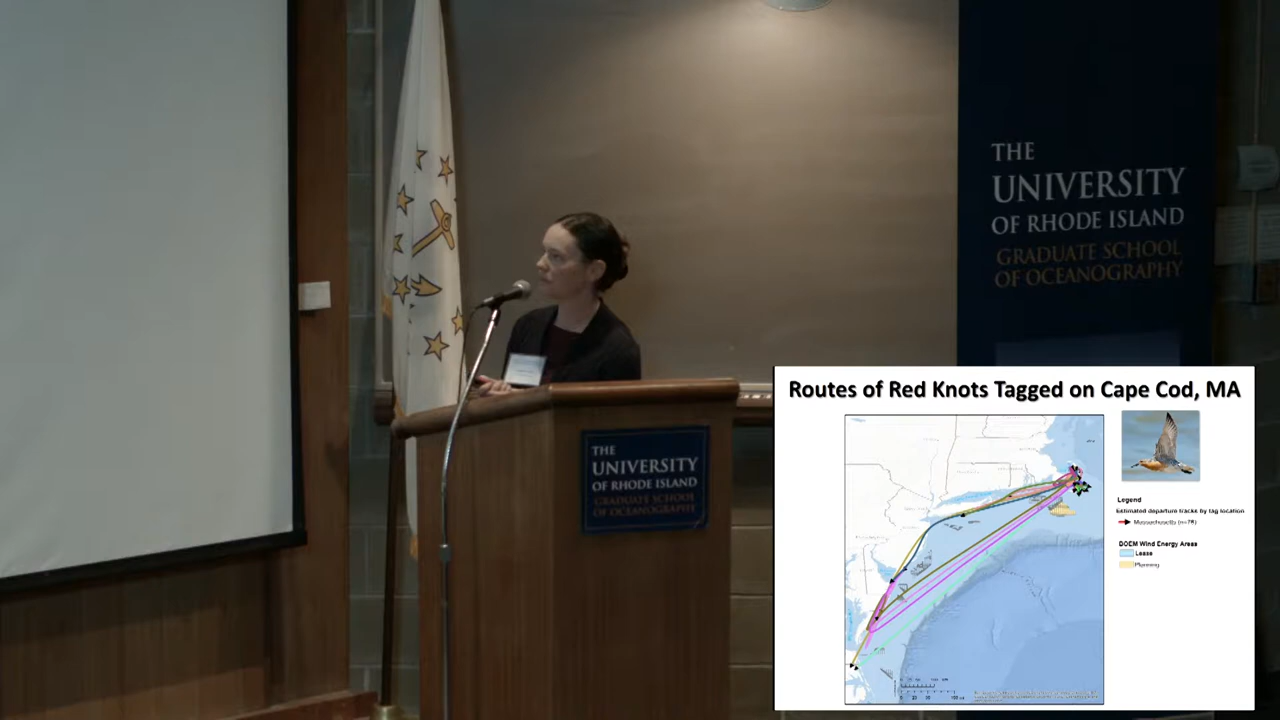 THE
UNIVERSITY
OF RHODE ISLAND
GRADUATE SCHOOL
OF OCEANOGRAPHY
THE
UNIVERSITY
OF RHODE ISLAND
GRADUATE SCHOOL
OF OCEANOGRAPHY
Routes of Red Knots Tagged on Cape Cod, MA
Legend
Estimated departure tracks by tag location
Massachusetts (n=78)
BOEM Wind Energy Areas
Lease
Planning